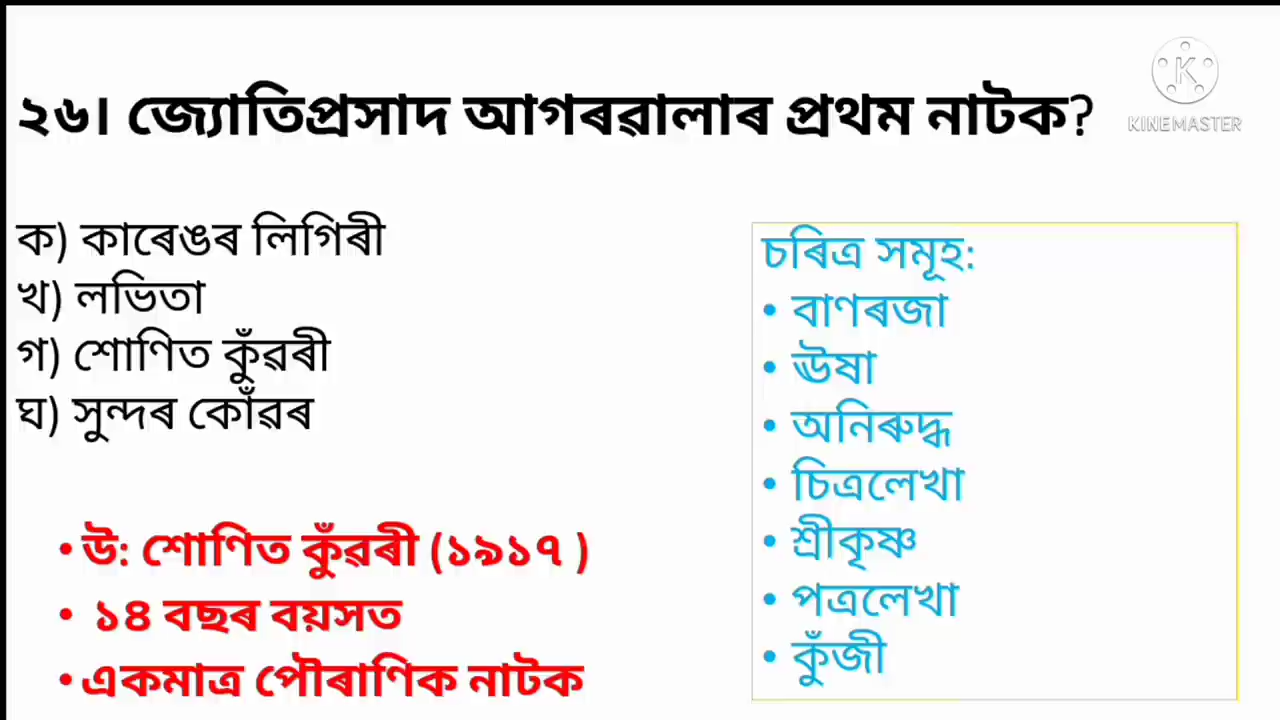 ২৬। জ্যোতিপ্ৰসাদ আগৰৱালাৰ প্ৰথম নাটক?
KINEMASTER
ক) কাৰেঙৰ লিগিৰী
খ) লভিতা
গ) শোণিত কুঁৱৰী
ঘ) সুন্দৰ কোঁৱৰ
• উ: শোণিত কুঁৱৰী (১৯১৭ )
• ১৪ বছৰ বয়সত
• একমাত্ৰ পৌৰাণিক নাটক
চৰিত্ৰ সমূহ:
• বাণৰজা
• ঊষা
• অনিৰুদ্ধ
• চিত্ৰলেখা
• শ্ৰীকৃষ্ণ
• পত্ৰলেখা
• কুঁজী